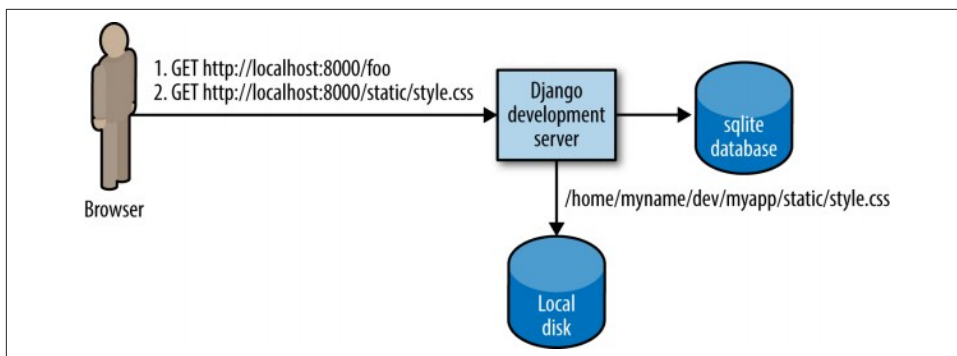 1. GET http://localhost:8000/foo
2. GET http://localhost:8000/static/style.css
Browser
Django
development
server
sqlite
database
/home/myname/dev/myapp/static/style.css
Local
disk